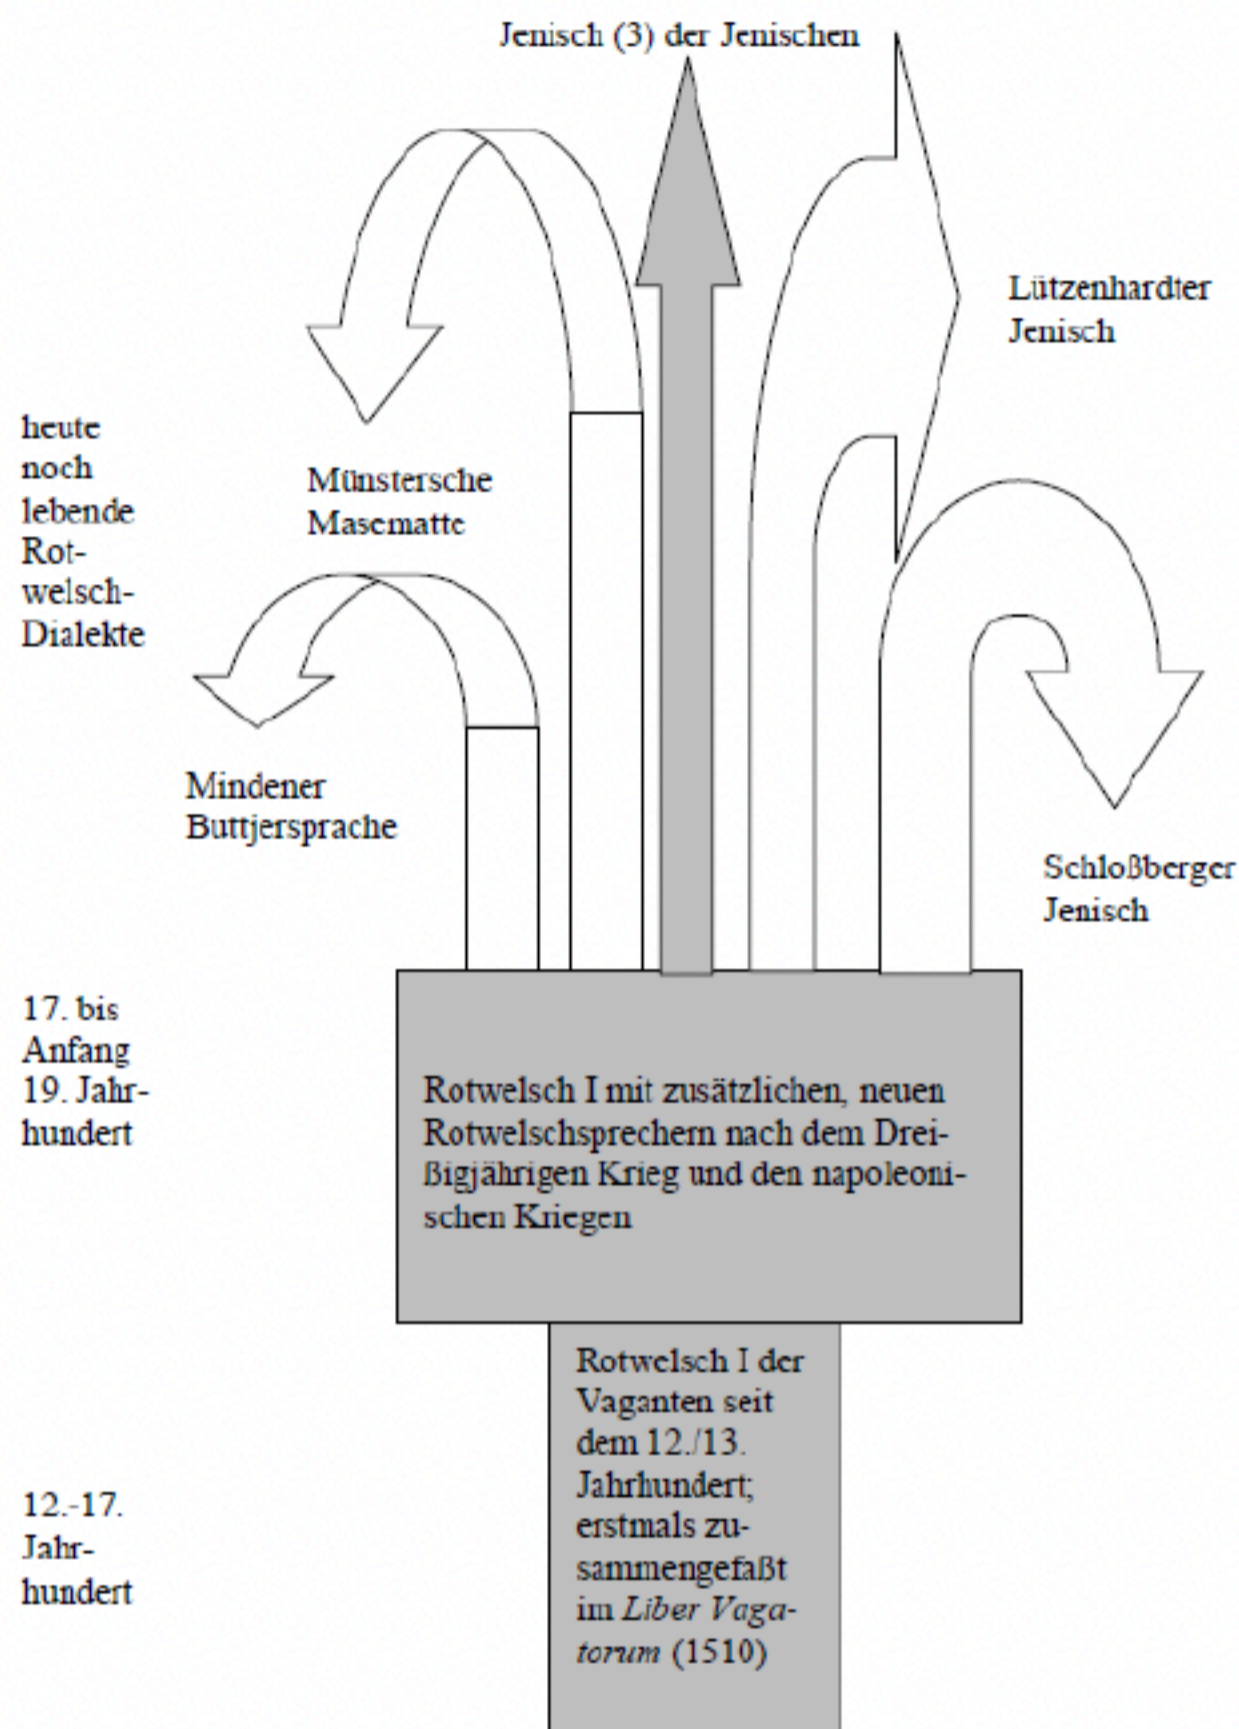 Jenisch (3) der Jenischen
Lützenhardter
Jenisch
heute
noch
lebende
Rot-
welsch-
Dialekte
Münstersche
Masematte
Mindener
Buttjersprache
Schloßberger
Jenisch
17. bis
Anfang
19. Jahr-
hundert
Rotwelsch I mit zusätzlichen, neuen
Rotwelschsprechern nach dem Drei-
ßigjährigen Krieg und den napoleoni-
schen Kriegen
Rotwelsch I der
Vaganten seit
dem 12./13.
Jahrhundert;
erstmals zu-
sammengefaßt
im Liber Vaga-
torum (1510)
12.-17.
Jahr-
hundert